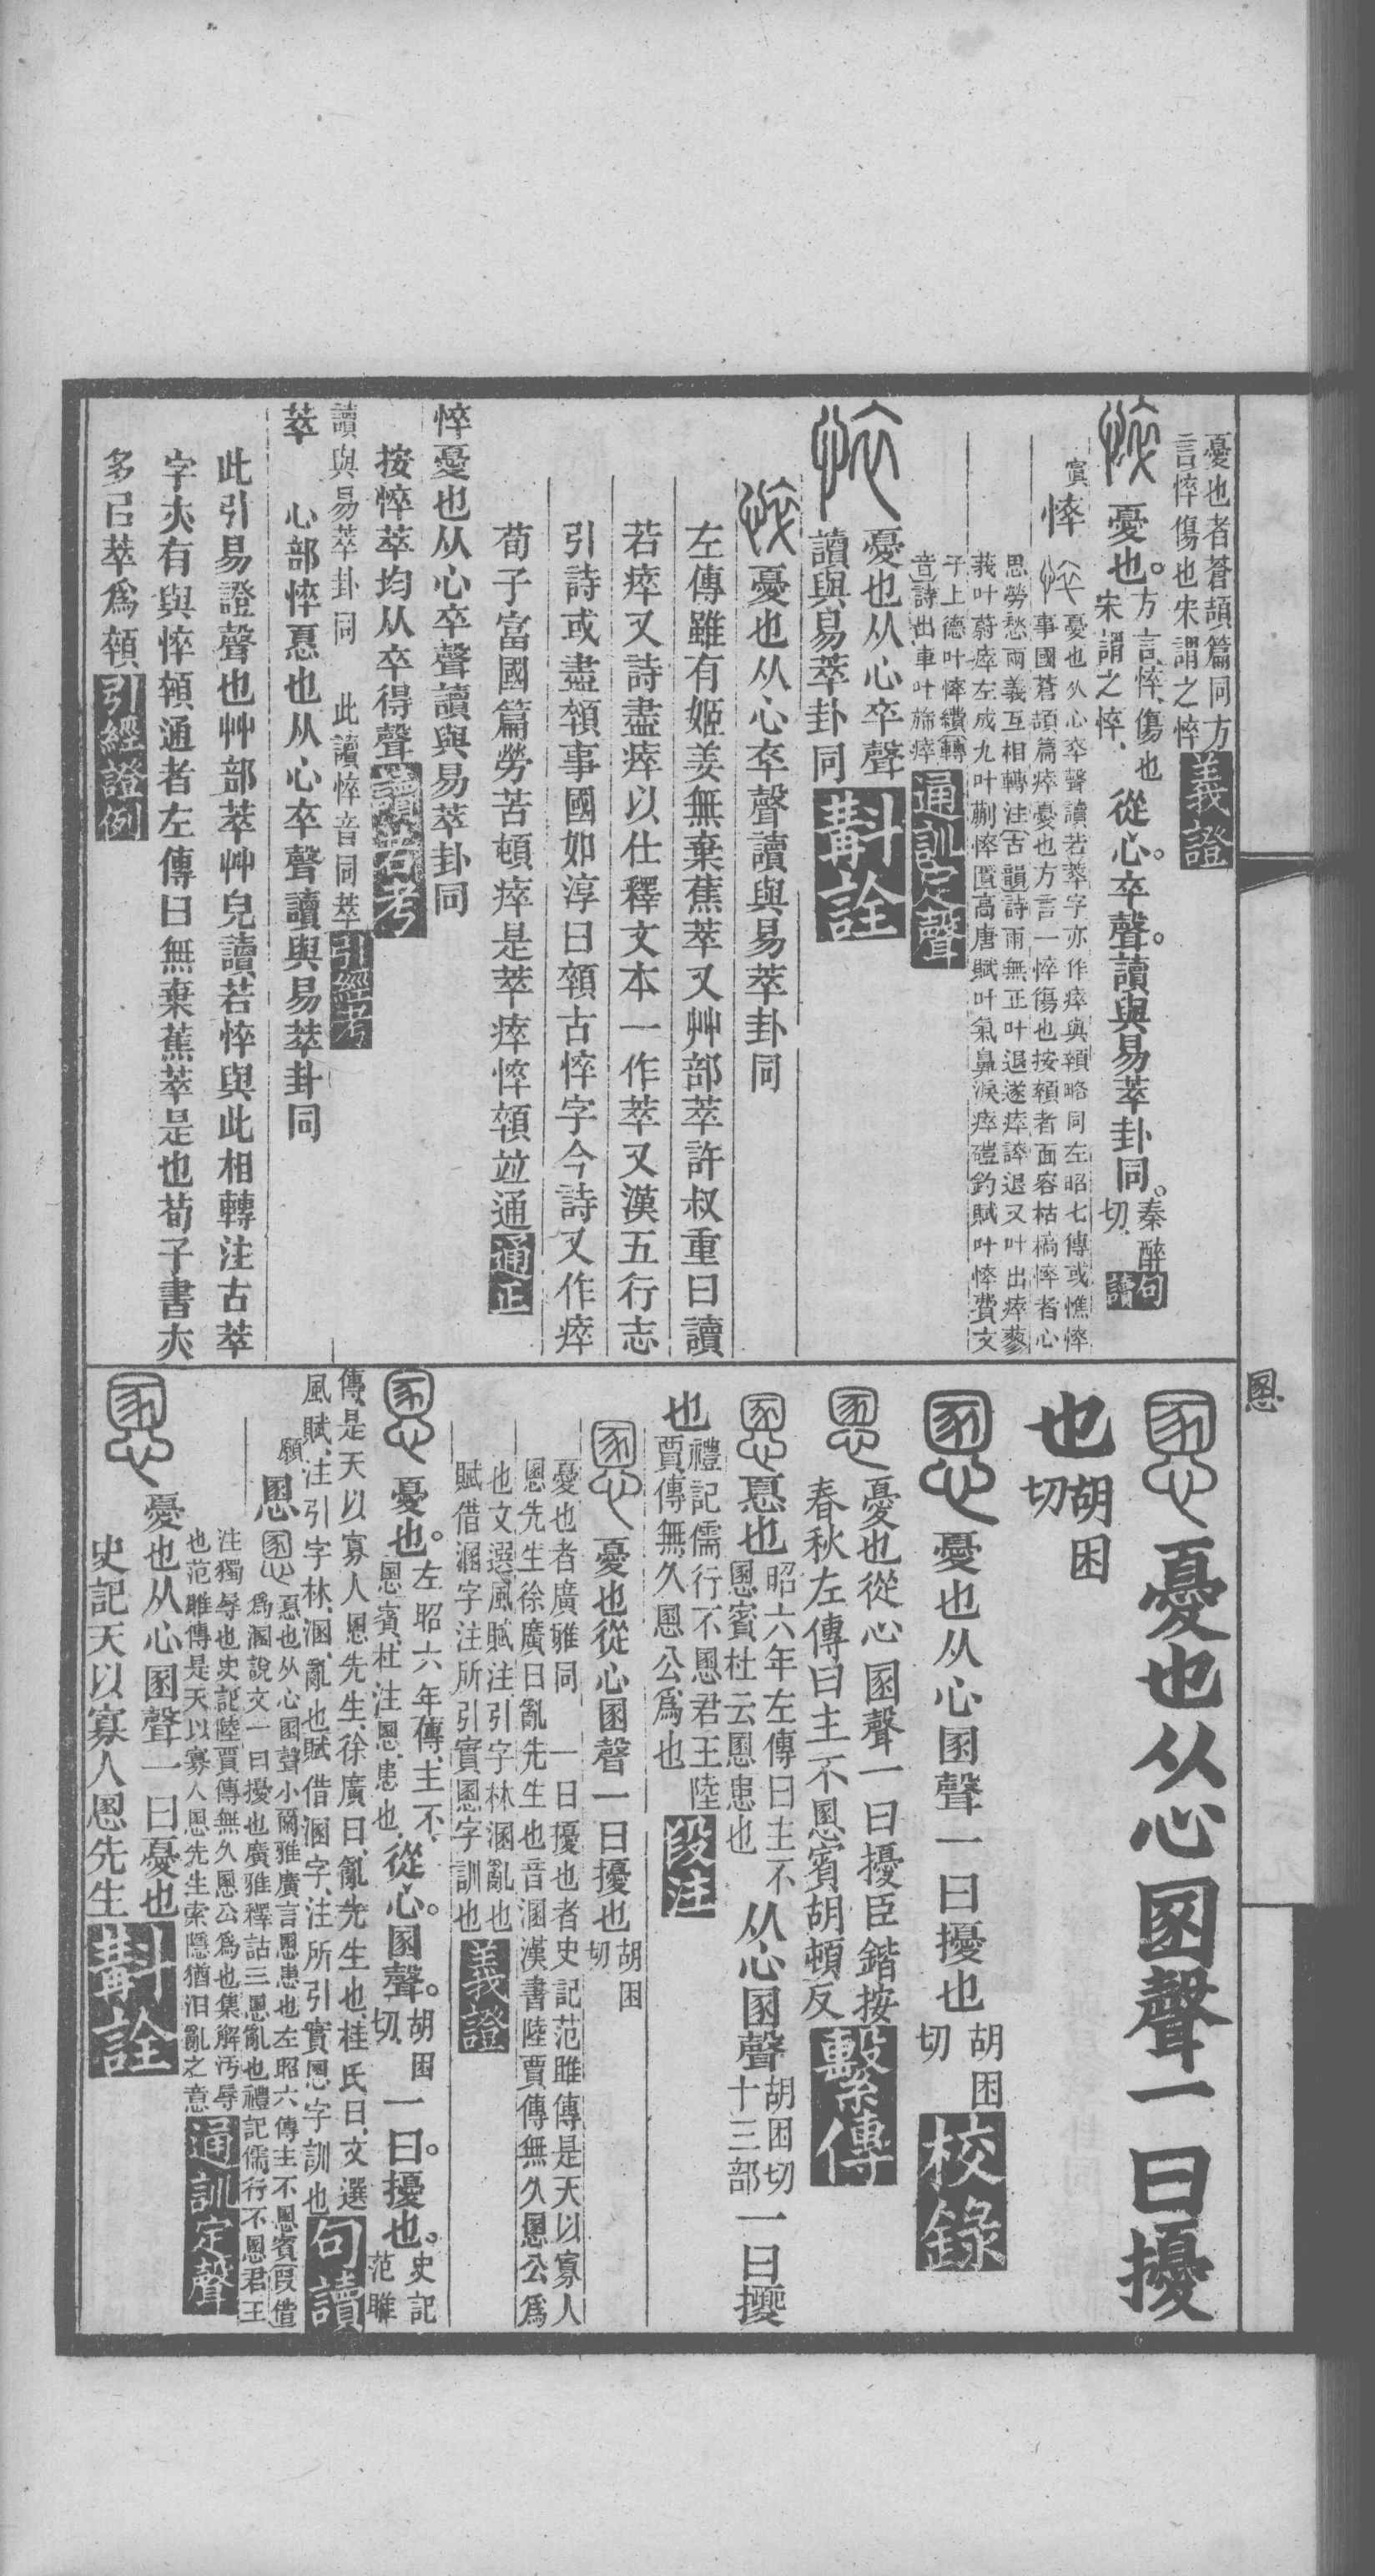 憂也者蒼頡篇同方
言悴傷也宋謂之悴
義證
憂也。方言悴、傷也
宋謂之悴、
從心。卒聲。讀與易萃卦同。秦醉
切、
句讀
悴
憂也从心卒聲讀若萃字亦作瘁與顇略同左昭七傳或憔悴
事國蒼頡篇瘁憂也方言一悴傷也按顇者面容枯槁悴者心
思勞愁兩義互相轉注古韻詩雨無正叶退遂瘁誶退又叶出瘁蓼
莪叶蔚瘁左成九叶蒯悴匱高唐賦叶氣鼻淚瘁磑釣賦叶悴費文
子上德叶悴績轉
音詩出車叶旆瘁
通訓定聲
憂也从心卒聲
讀與易萃卦同
斠詮
憂也从心卒聲讀與易萃卦同
左傳雖有姬姜無棄蕉萃又艸部萃許叔重曰讀
若瘁又詩盡瘁以仕釋文本一作萃又漢五行志
引詩或盡顇事國如淳曰顇古悴字今詩又作瘁
荀子富國篇勞苦頓瘁是萃瘁悴顇竝通
通正
悴憂也从心卒聲讀與易萃卦同
按悴萃均从卒得聲
讀若考
讀與易萃卦同 此讀悴音同萃
引經考
萃 心部悴憂也从心卒聲讀與易萃卦同
此引易證聲也艸部萃艸皃讀若悴與此相轉注古萃
字亦有與悴顇通者左傳曰無棄蕉萃是也荀子書亦
多㠯萃爲顇
引經證例
慁
憂也从心圂聲一曰擾
也胡困
切
憂也从心圂聲一曰擾也胡困
切
校錄
憂也從心圂聲一曰擾臣鍇按
春秋左傳曰主不慁賓胡頓反
繫傳
惪也昭六年左傳曰主不
慁賓杜云慁患也
从心圂聲胡困切
十三部
一曰擾
也禮記儒行不慁君王陸
賈傳無久慁公爲也
段注
憂也從心圂聲一曰擾也胡困
切
憂也者廣雅同 一曰擾也者史記范雎傳是天以寡人
慁先生徐廣曰亂先生也音溷漢書陸賈傳無久慁公爲
也文選風賦注引字林溷亂也
賦借溷字注所引實慁字訓也
義證
憂也。左昭六年傳、主不
慁賓、杜注慁、患也、
從心。圂聲。胡困
切、
一曰。擾也。史記
范雎
傳、是天以寡人慁先生、徐廣曰、亂先生也、桂氏曰、文選
風賦、注引字林、溷、亂也、賦借溷字、注所引實慁字訓也
句讀
願
慁
惪也从心圂聲小爾雅廣言慁患也左昭六傳主不慁賓叚借
爲溷說文一曰擾也廣雅釋詁三慁亂也禮記儒行不慁君王
注獨辱也史記陸賈傳無久慁公爲也集解汚辱
也范雎傳是天以寡人慁先生索隱猶汨亂之意
通訓定聲
憂也从心圂聲一曰憂也
史記天以寡人慁先生
斠詮